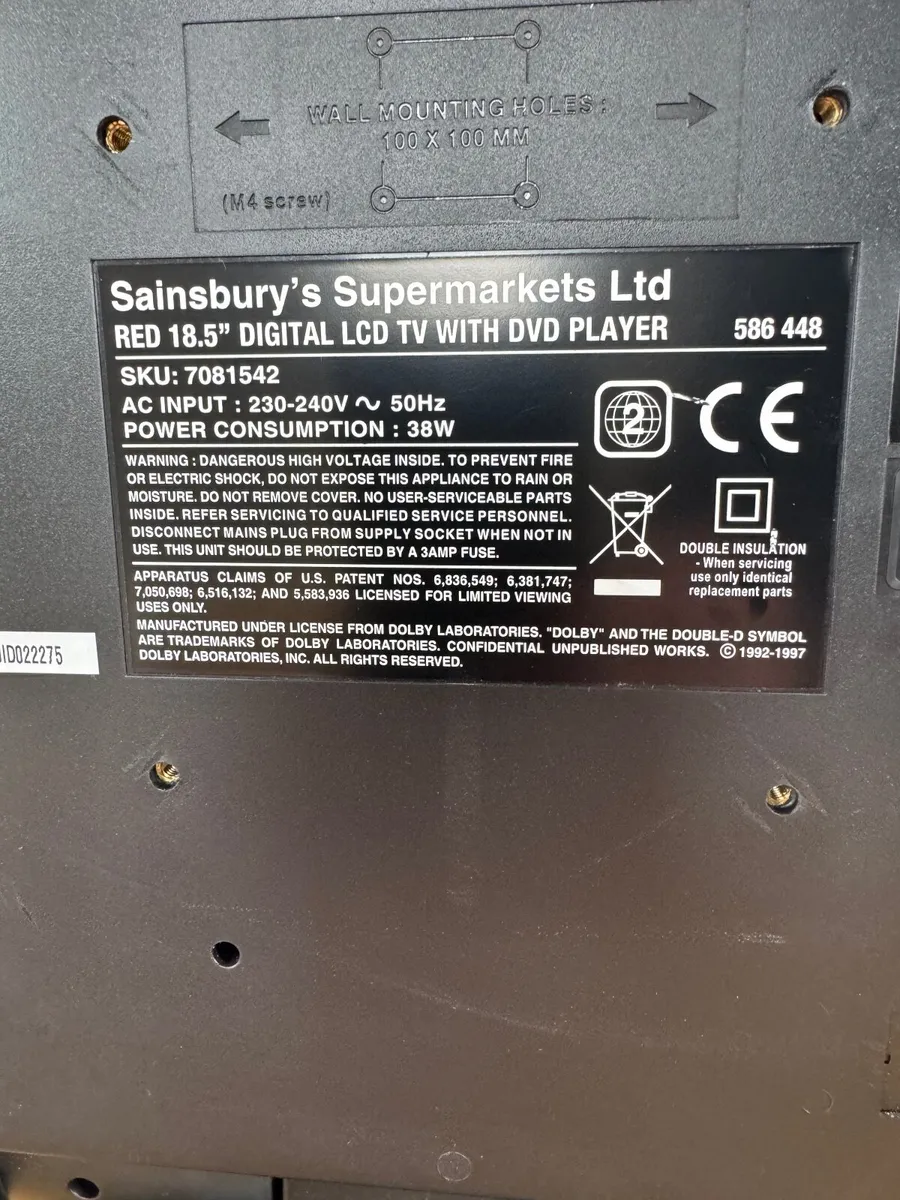 WALL MOUNTING HOLES :
100 X 100 MM
(M4 screw)
Sainsbury's Supermarkets Ltd
RED 18.5” DIGITAL LCD TV WITH DVD PLAYER 586 448
SKU: 7081542
AC INPUT : 230-240V ~ 50Hz
POWER CONSUMPTION : 38W
2
CE
WARNING : DANGEROUS HIGH VOLTAGE INSIDE. TO PREVENT FIRE
OR ELECTRIC SHOCK, DO NOT EXPOSE THIS APPLIANCE TO RAIN OR
MOISTURE. DO NOT REMOVE COVER. NO USER-SERVICEABLE PARTS
INSIDE. REFER SERVICING TO QUALIFIED SERVICE PERSONNEL.
DISCONNECT MAINS PLUG FROM SUPPLY SOCKET WHEN NOT IN
USE. THIS UNIT SHOULD BE PROTECTED BY A 3AMP FUSE.
DOUBLE INSULATION
- When servicing
use only identical
replacement parts
APPARATUS CLAIMS OF U.S. PATENT NOS. 6,836,549; 6,381,747;
7,050,698; 6,516,132; AND 5,583,936 LICENSED FOR LIMITED VIEWING
USES ONLY.
MANUFACTURED UNDER LICENSE FROM DOLBY LABORATORIES. "DOLBY" AND THE DOUBLE-D SYMBOL
ARE TRADEMARKS OF DOLBY LABORATORIES. CONFIDENTIAL UNPUBLISHED WORKS. © 1992-1997
DOLBY LABORATORIES, INC. ALL RIGHTS RESERVED.
ID022275